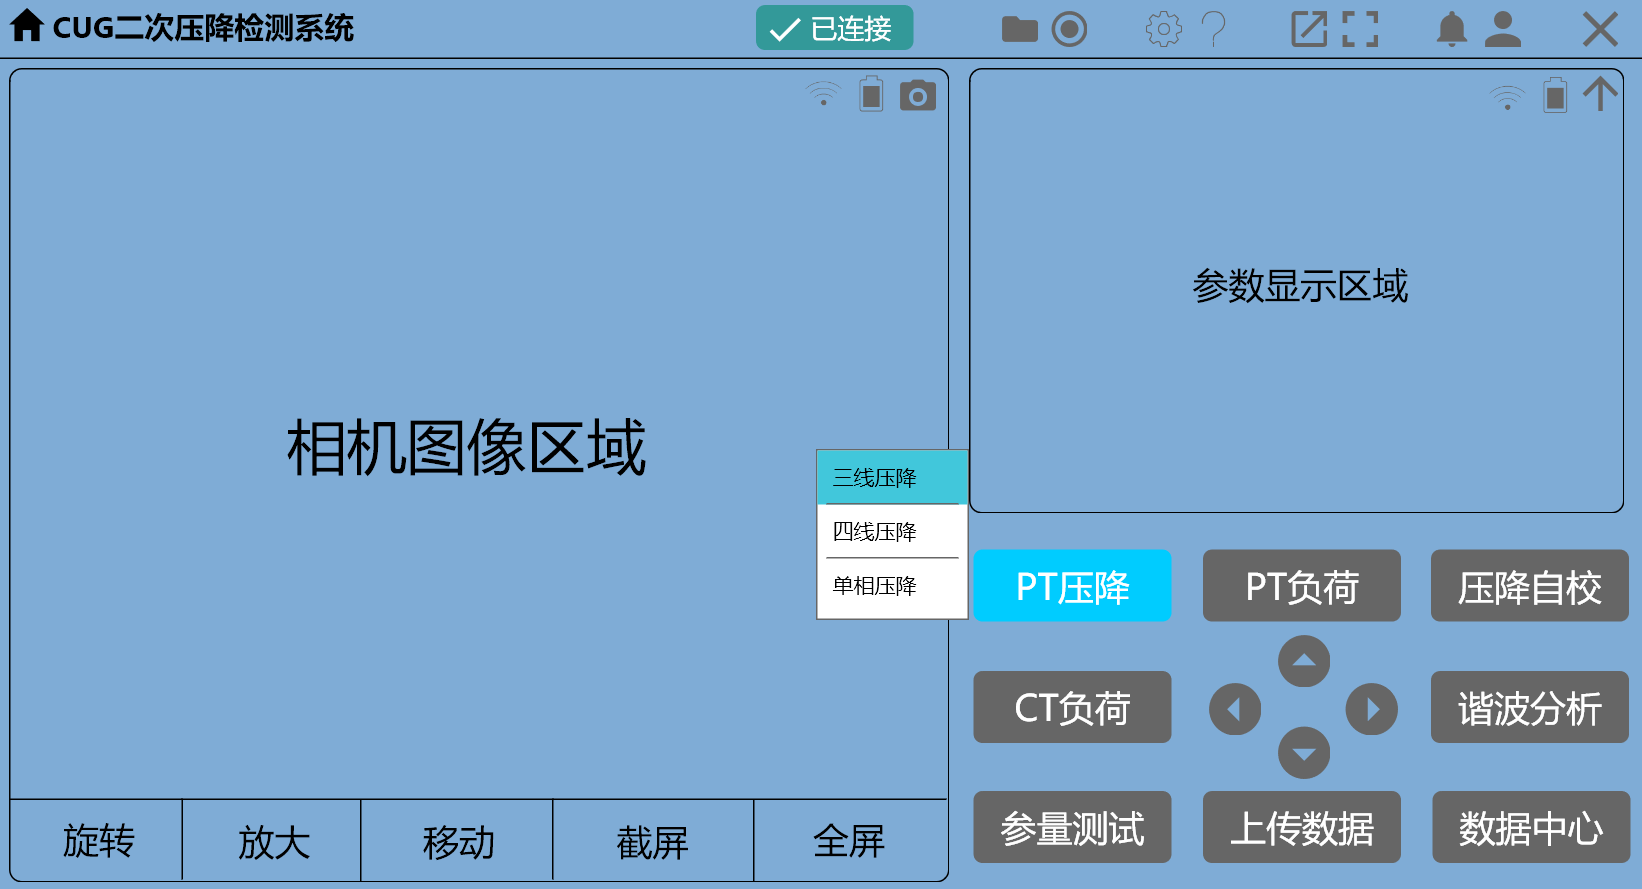 CUG二次压降检测系统
已连接
相机图像区域
参数显示区域
三线压降
四线压降
单相压降
PT压降
PT负荷
压降自校
CT负荷
谐波分析
参量测试
上传数据
数据中心
旋转
放大
移动
截屏
全屏